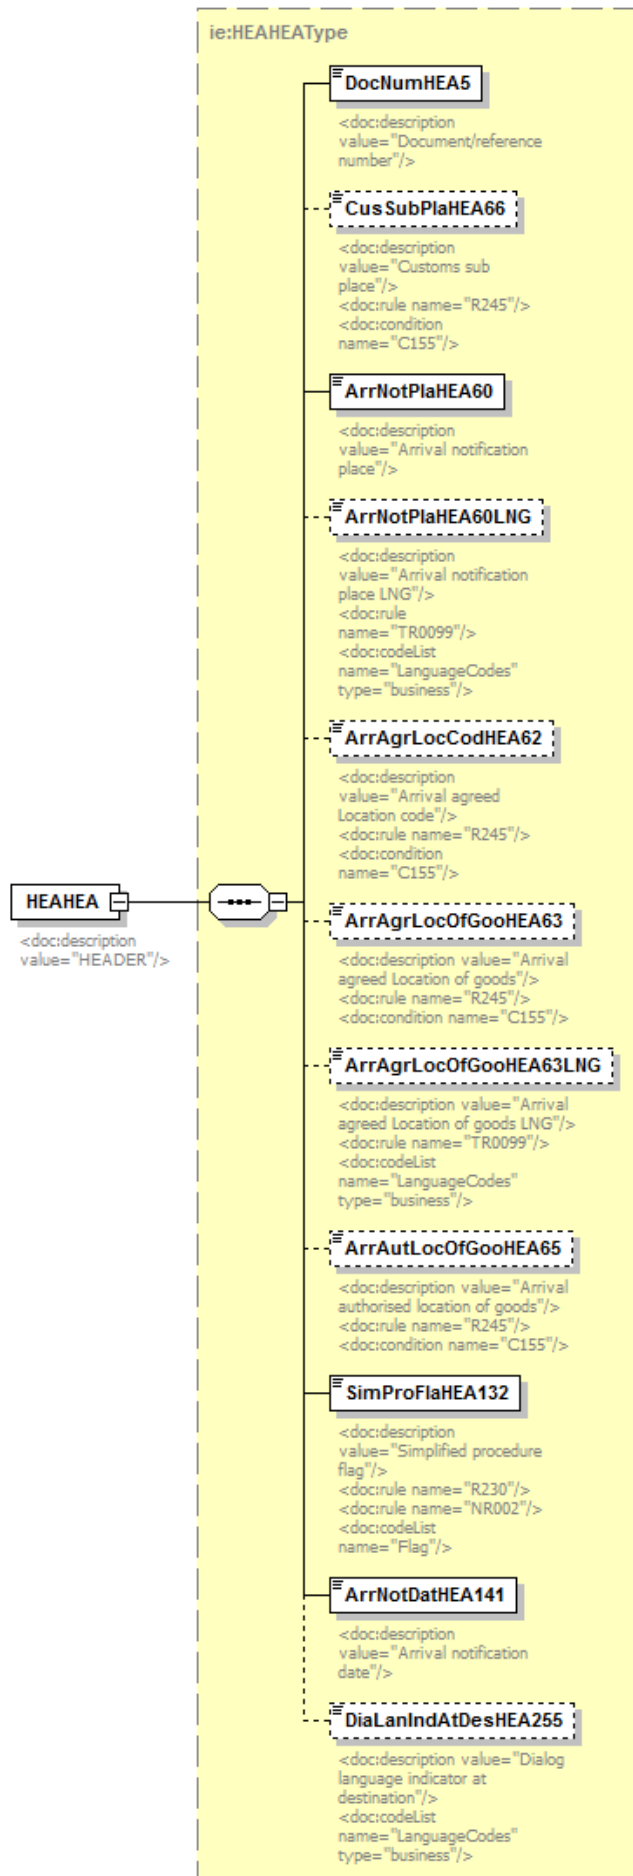 ie:HEAHEAType
DocNumHEA5
<doc:description
value="Document/reference
number"/>
CusSubPlaHEA66
<doc:description
value="Customs sub
place"/>
<doc:rule name="R245"/>
<doc:condition
name="C155"/>
ArrNotPlaHEA60
<doc:description
value="Arrival notification
place"/>
ArrNotPlaHEA60LNG
<doc:description
value="Arrival notification
place LNG"/>
<doc:rule
name="TR0099"/>
<doc:codeList
name="LanguageCodes"
type="business"/>
ArrAgrLocCodHEA62
<doc:description
value="Arrival agreed
Location code"/>
<doc:rule name="R245"/>
<doc:condition
name="C155"/>
HEAHEA
<doc:description
value="HEADER"/>
ArrAgrLocOfGooHEA63
<doc:description value="Arrival
agreed Location of goods"/>
<doc:rule name="R245"/>
<doc:condition name="C155"/>
ArrAgrLocOfGooHEA63LNG
<doc:description value="Arrival
agreed Location of goods LNG"/>
<doc:rule name="TR0099"/>
<doc:codeList
name="LanguageCodes"
type="business"/>
ArrAutLocOfGooHEA65
<doc:description value="Arrival
authorised location of goods"/>
<doc:rule name="R245"/>
<doc:condition name="C155"/>
SimProFlaHEA132
<doc:description
value="Simplified procedure
flag"/>
<doc:rule name="R230"/>
<doc:rule name="NR002"/>
<doc:codeList
name="Flag"/>
ArrNotDatHEA141
<doc:description
value="Arrival notification
date"/>
DiaLanIndAtDesHEA255
<doc:description value="Dialog
language indicator at
destination"/>
<doc:codeList
name="LanguageCodes"
type="business"/>